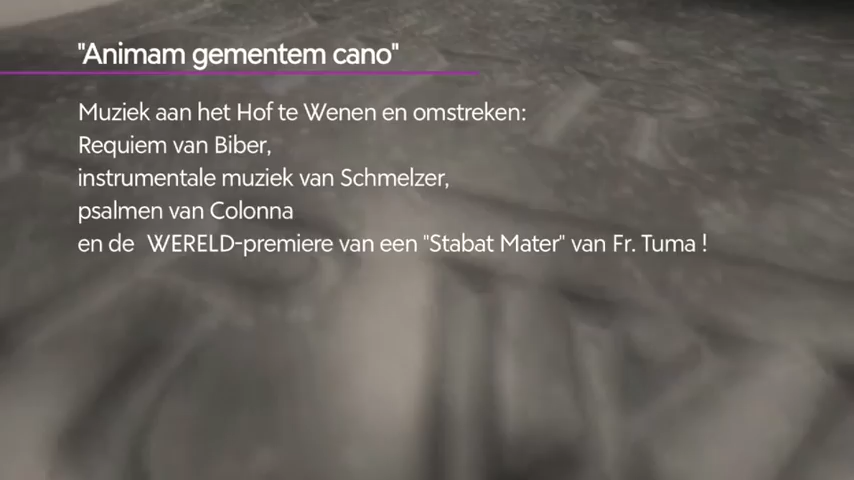 "Animam gementem cano"
Muziek aan het Hof te Wenen en omstreken:
Requiem van Biber,
instrumentale muziek van Schmelzer,
psalmen van Colonna
en de WERELD-premiere van een "Stabat Mater" van Fr. Tuma !